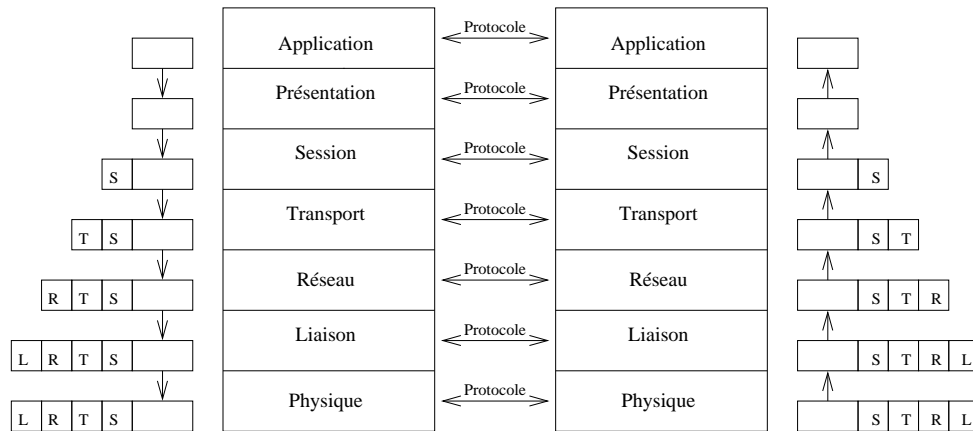 Application Protocole Application
Présentation Protocole Présentation
S Session Protocole Session S
T S Transport Protocole Transport S T
R T S Réseau Protocole Réseau S T R
L R T S Liaison Protocole Liaison S T R L
L R T S Physique Protocole Physique S T R L